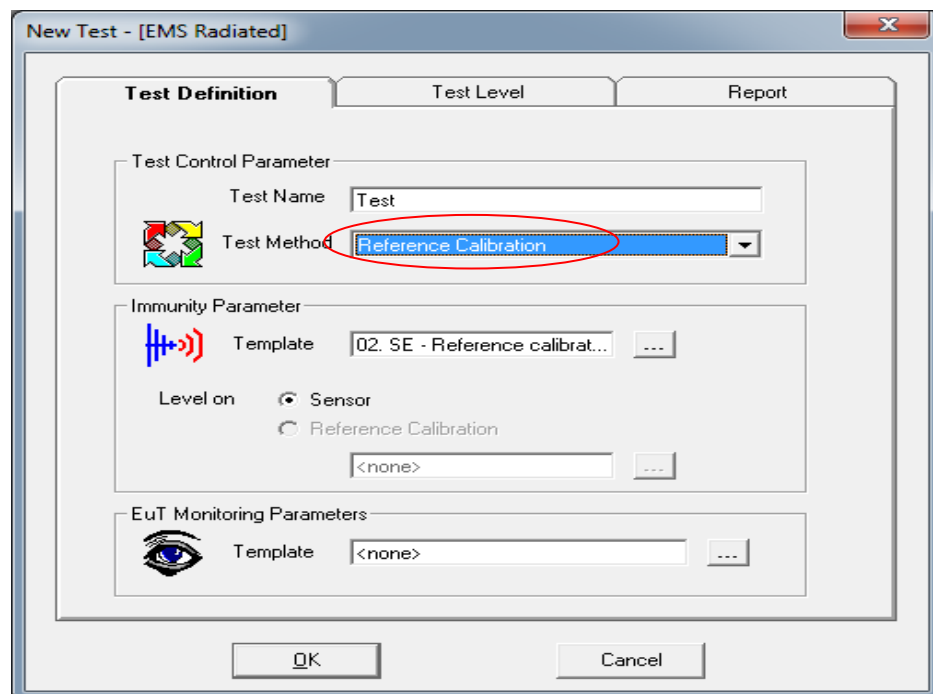 New Test - [EMS Radiated]
Test Definition
Test Level
Report
Test Control Parameter
Test Name
Test
Test Method
Reference Calibration
Immunity Parameter
Template
02. SE - Reference calibrat...
...
Level on
Sensor
Reference Calibration
<none>
...
EuT Monitoring Parameters
Template
<none>
...
OK
Cancel